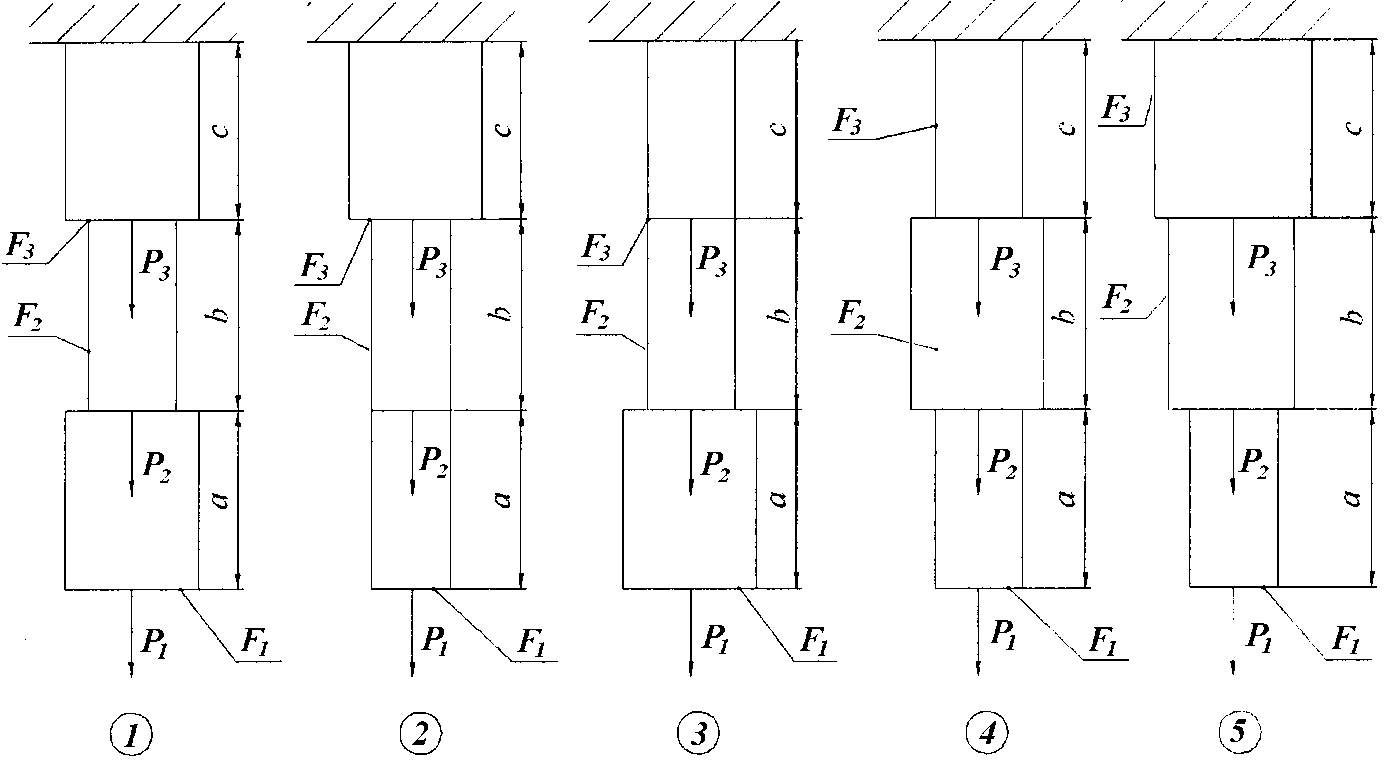 c c c F3 c F3 c
F3 P3 F3 P3 F3 P3 P3 P3
F2 b F2 b F2 b F2 b F2 b
P2 a P2 a P2 a P2 a P2 a
P1 F1 P1 F1 P1 F1 P1 F1 P1 F1
1 2 3 4 5